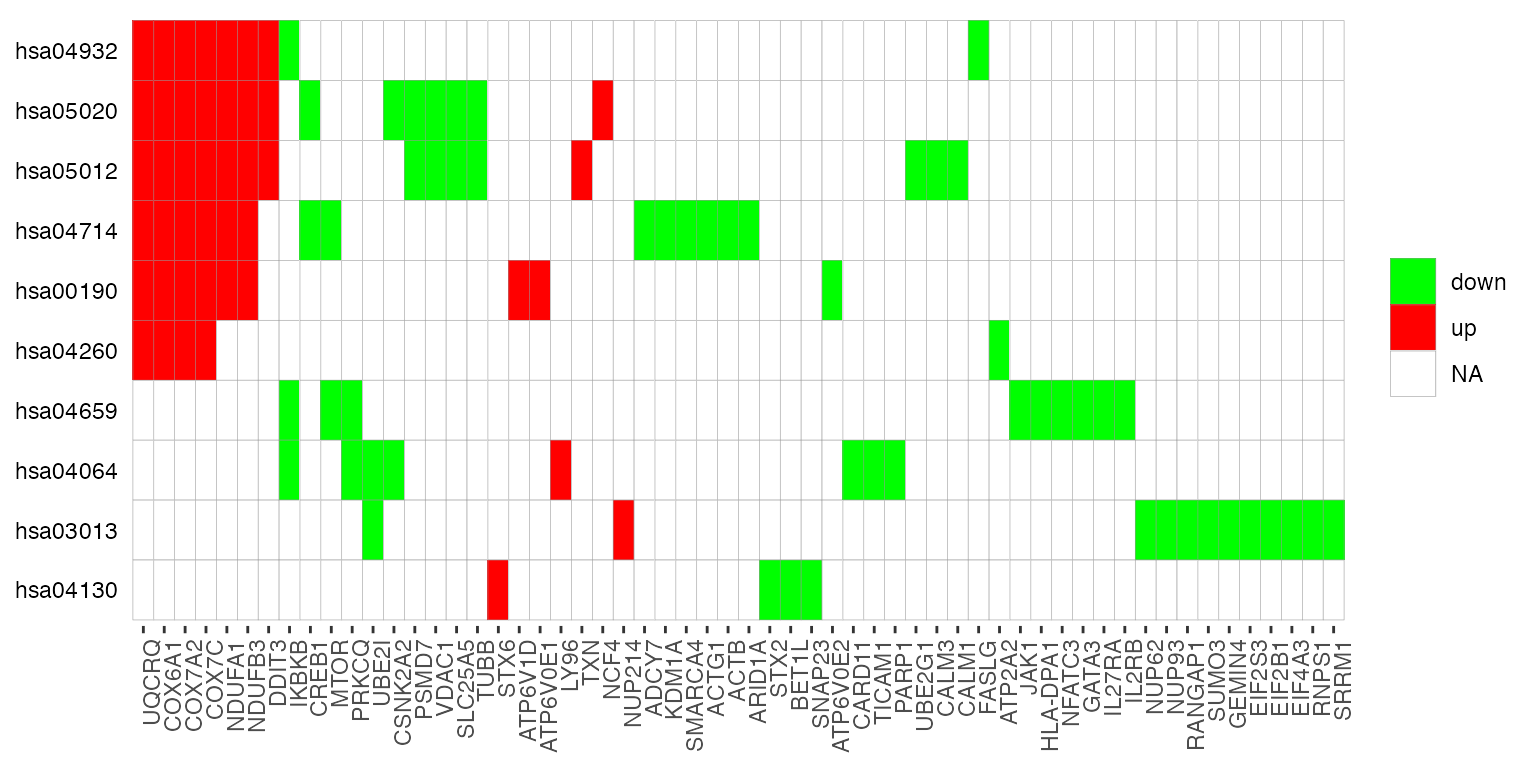 hsa04932
hsa05020
hsa05012
hsa04714
hsa00190
hsa04260
hsa04659
hsa04064
hsa03013
hsa04130
UQCRQ
COX6A1
COX7A2
COX7C
NDUFA1
NDUFB3
DDIT3
IKBKB
CREB1
MTOR
PRKCQ
UBE2I
CSNK2A2
PSMD7
VDAC1
SLC25A5
TUBB
STX6
ATP6V1D
ATP6V0E1
LY96
TXN
NCF4
NUP214
ADCY7
KDM1A
SMARCA4
ACTG1
ACTB
ARID1A
STX2
BET1L
SNAP23
ATP6V0E2
CARD11
TICAM1
PARP1
UBE2G1
CALM3
CALM1
FASLG
ATP2A2
JAK1
HLA-DPA1
NFATC3
GATA3
IL27RA
IL2RB
NUP62
NUP93
RANGAP1
SUMO3
GEMIN4
EIF2S3
EIF2B1
EIF4A3
RNPS1
SRRM1
down
up
NA